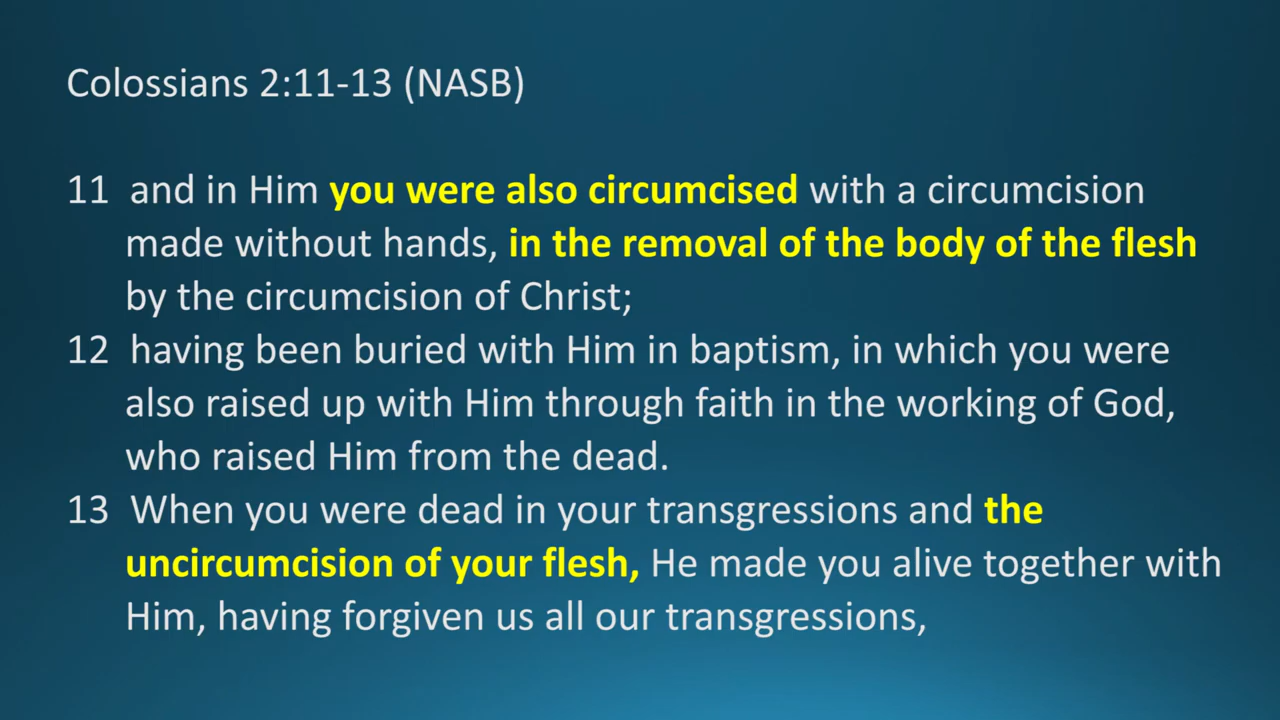 Colossians 2:11-13 (NASB)
11 and in Him you were also circumcised with a circumcision
made without hands, in the removal of the body of the flesh
by the circumcision of Christ;
12 having been buried with Him in baptism, in which you were
also raised up with Him through faith in the working of God,
who raised Him from the dead.
13 When you were dead in your transgressions and the
uncircumcision of your flesh, He made you alive together with
Him, having forgiven us all our transgressions,